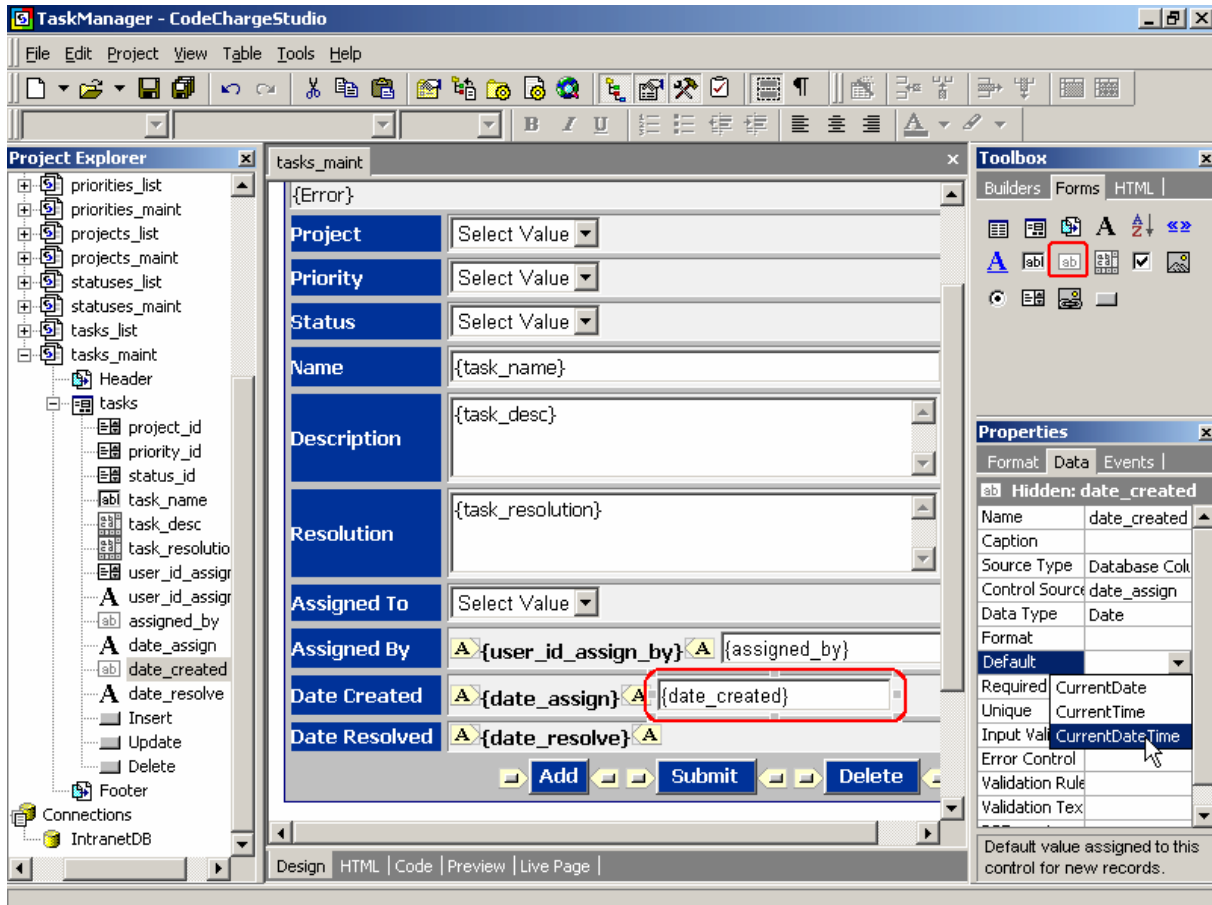 TaskManager - CodeChargeStudio
File Edit Project View Table Tools Help
B I U A
Project Explorer
priorities_list
priorities_maint
projects_list
projects_maint
statuses_list
statuses_maint
tasks_list
tasks_maint
Header
tasks
project_id
priority_id
status_id
task_name
task_desc
task_resolutio
user_id_assigr
A user_id_assigr
ab assigned_by
A date_assign
ab date_created
A date_resolve
Insert
Update
Delete
Footer
Connections
IntranetDB
tasks_maint
{Error}
Project Select Value
Priority Select Value
Status Select Value
Name {task_name}
Description {task_desc}
Resolution {task_resolution}
Assigned To Select Value
Assigned By A {user_id_assign_by} A {assigned_by}
Date Created A {date_assign} A {date_created}
Date Resolved A {date_resolve} A
Add Submit Delete
Design HTML Code Preview Live Page
Toolbox
Builders Forms HTML
A A Z «»
A ab ab
Properties
Format Data Events
ab Hidden: date_created
Name date_created
Caption
Source Type Database Colu
Control Source date_assign
Data Type Date
Format
Default
Required CurrentDate
Unique CurrentTime
Input Vali CurrentDateTime
Error Control
Validation Rule
Validation Tex
Default value assigned to this
control for new records.